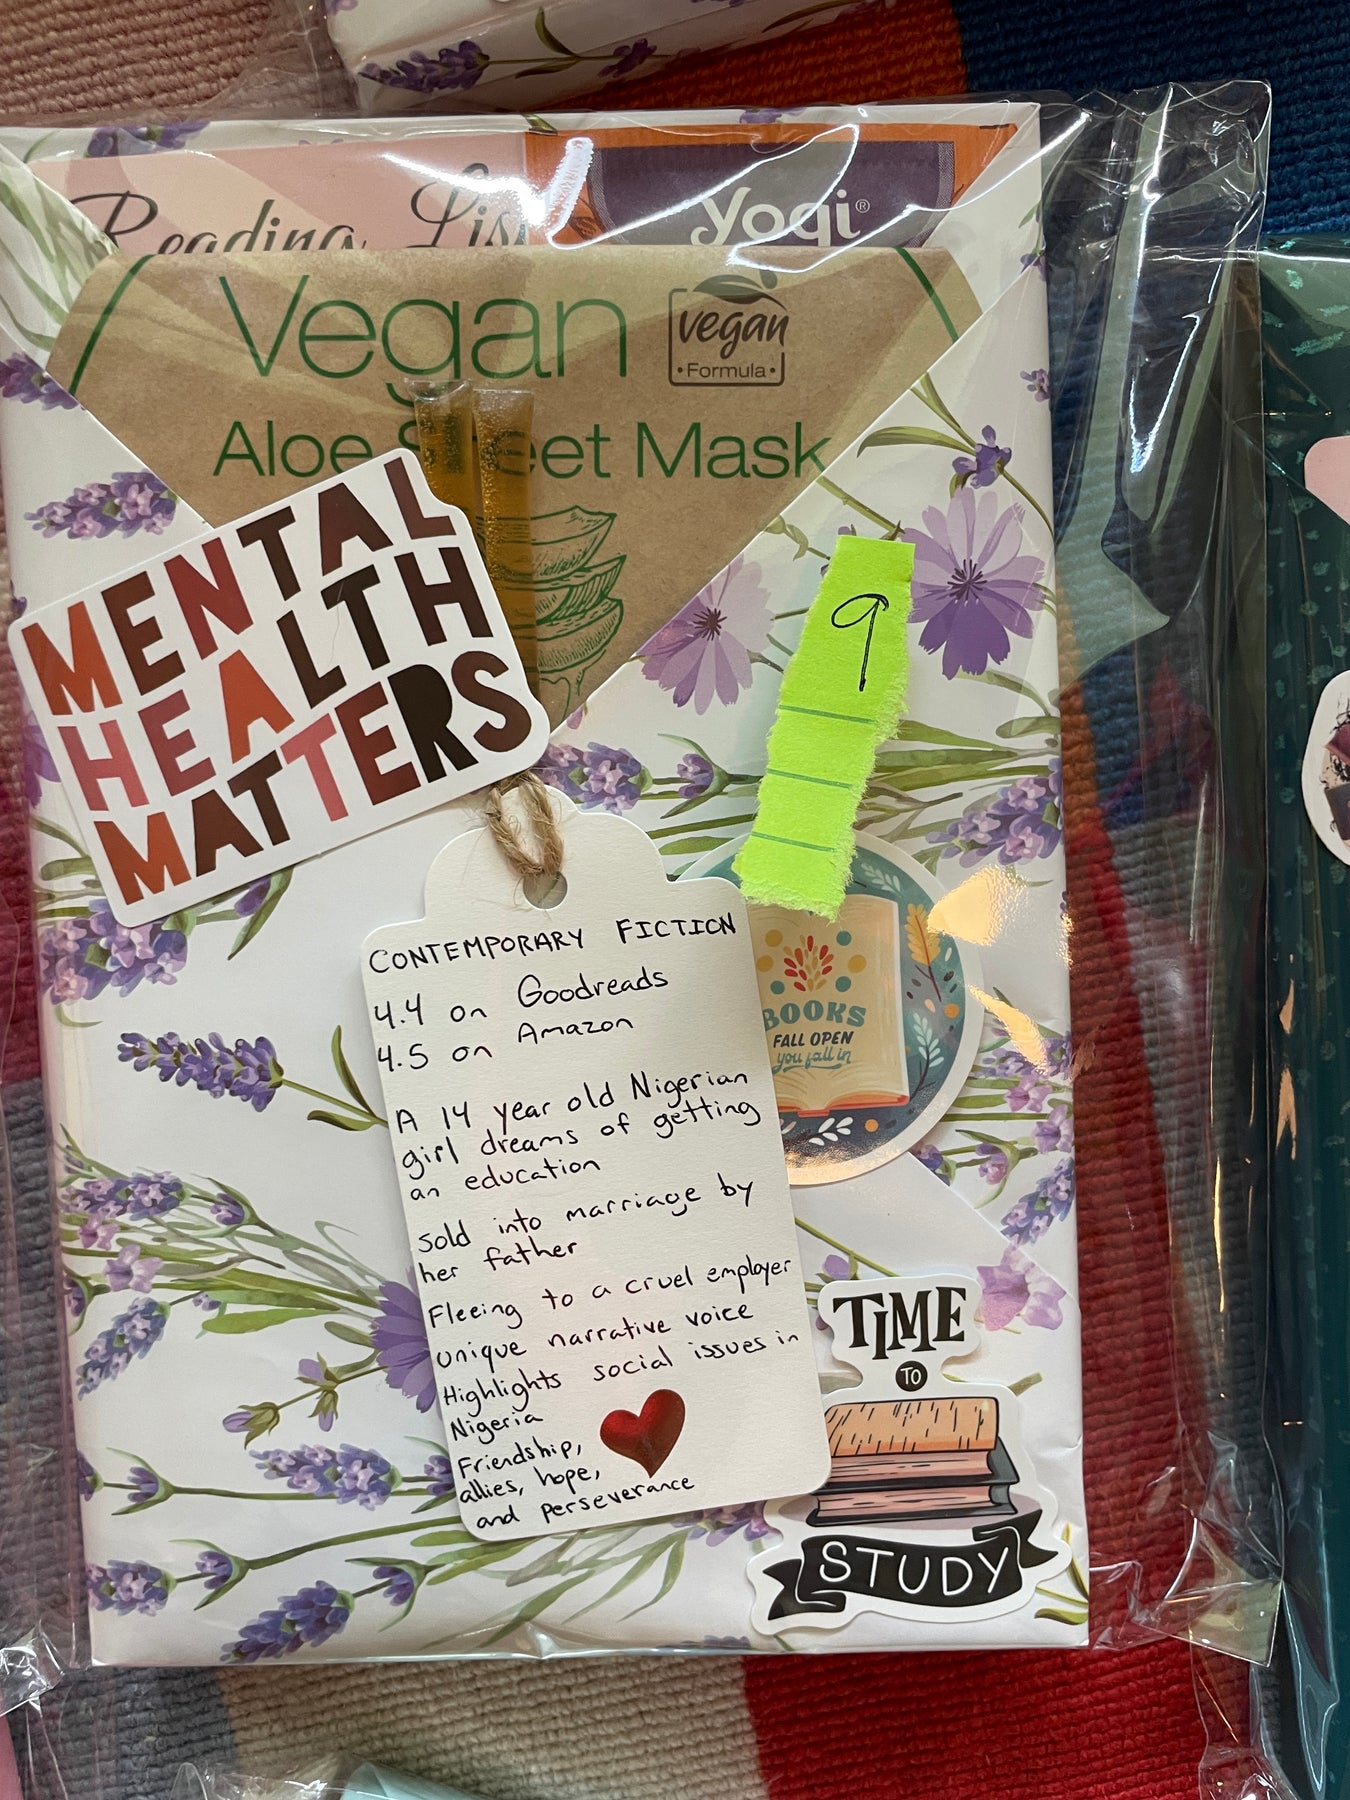 Reading List
yogi®
Vegan
vegan
Formula
Aloe Sheet Mask
MENTAL
HEALTH
MATTERS
9
CONTEMPORARY FICTION
4.4 on Goodreads
4.5 on Amazon
A 14 year old Nigerian
girl dreams of getting
an education
sold into marriage by
her father
Fleeing to a cruel employer
unique narrative voice
Highlights social issues in
Nigeria
Friendship,
allies, hope,
and perseverance
BOOKS
FALL OPEN
you fall in
TIME
TO
STUDY